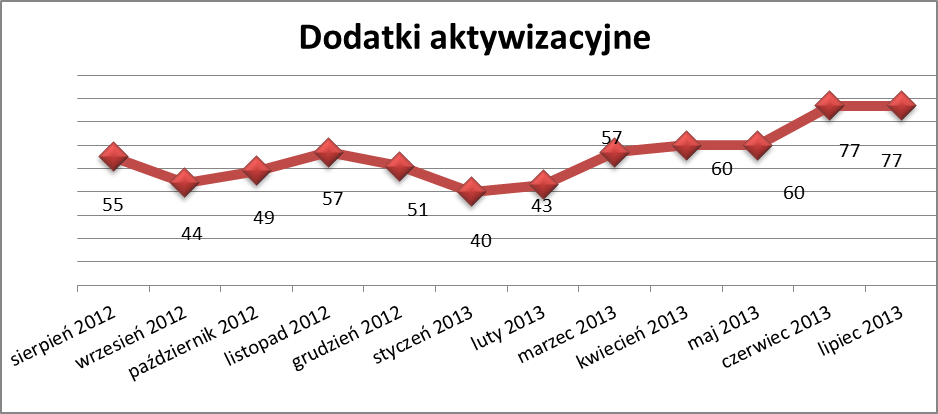 Dodatki aktywizacyjne
55
44
49
57
51
40
43
57
60
60
77
77
sierpień 2012
wrzesień 2012
październik 2012
listopad 2012
grudzień 2012
styczeń 2013
luty 2013
marzec 2013
kwiecień 2013
maj 2013
czerwiec 2013
lipiec 2013